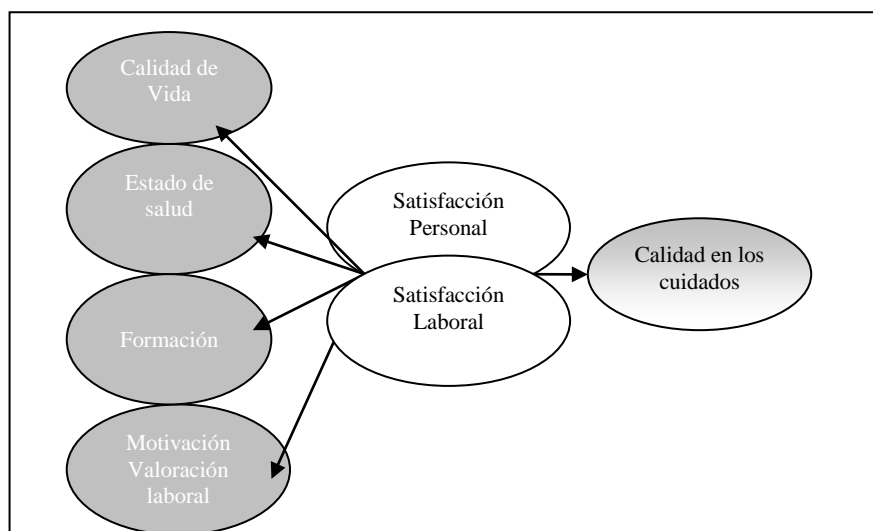 Calidad de
Vida
Estado de
salud
Formación
Motivación
Valoración
laboral
Satisfacción
Personal
Satisfacción
Laboral
Calidad en los
cuidados